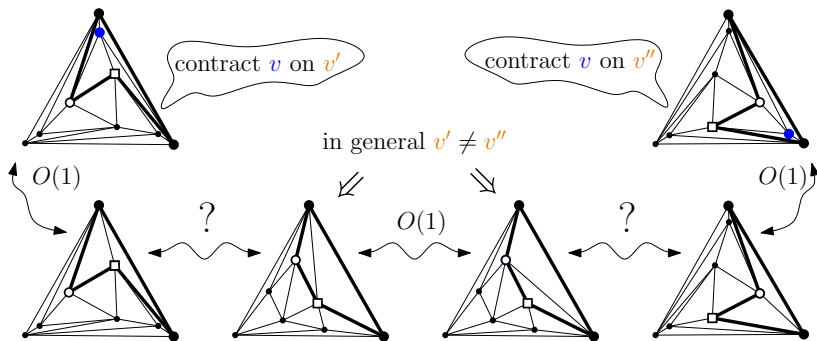 contract v on v′
contract v on v″
in general v′ ≠ v″
O(1)
O(1)
?
O(1)
?